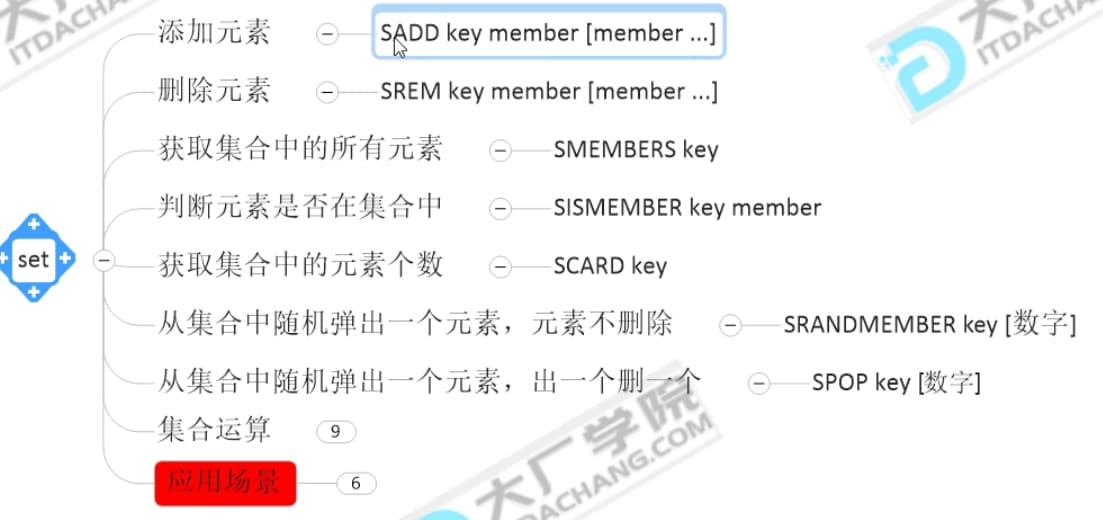 添加元素 SADD key member [member ...]
删除元素 SREM key member [member ...]
获取集合中的所有元素 SMEMBERS key
判断元素是否在集合中 SISMEMBER key member
set
获取集合中的元素个数 SCARD key
从集合中随机弹出一个元素，元素不删除 SRANDMEMBER key [数字]
从集合中随机弹出一个元素，出一个删一个 SPOP key [数字]
集合运算 9
应用场景 6
大厂学院
ITDACHANG.COM